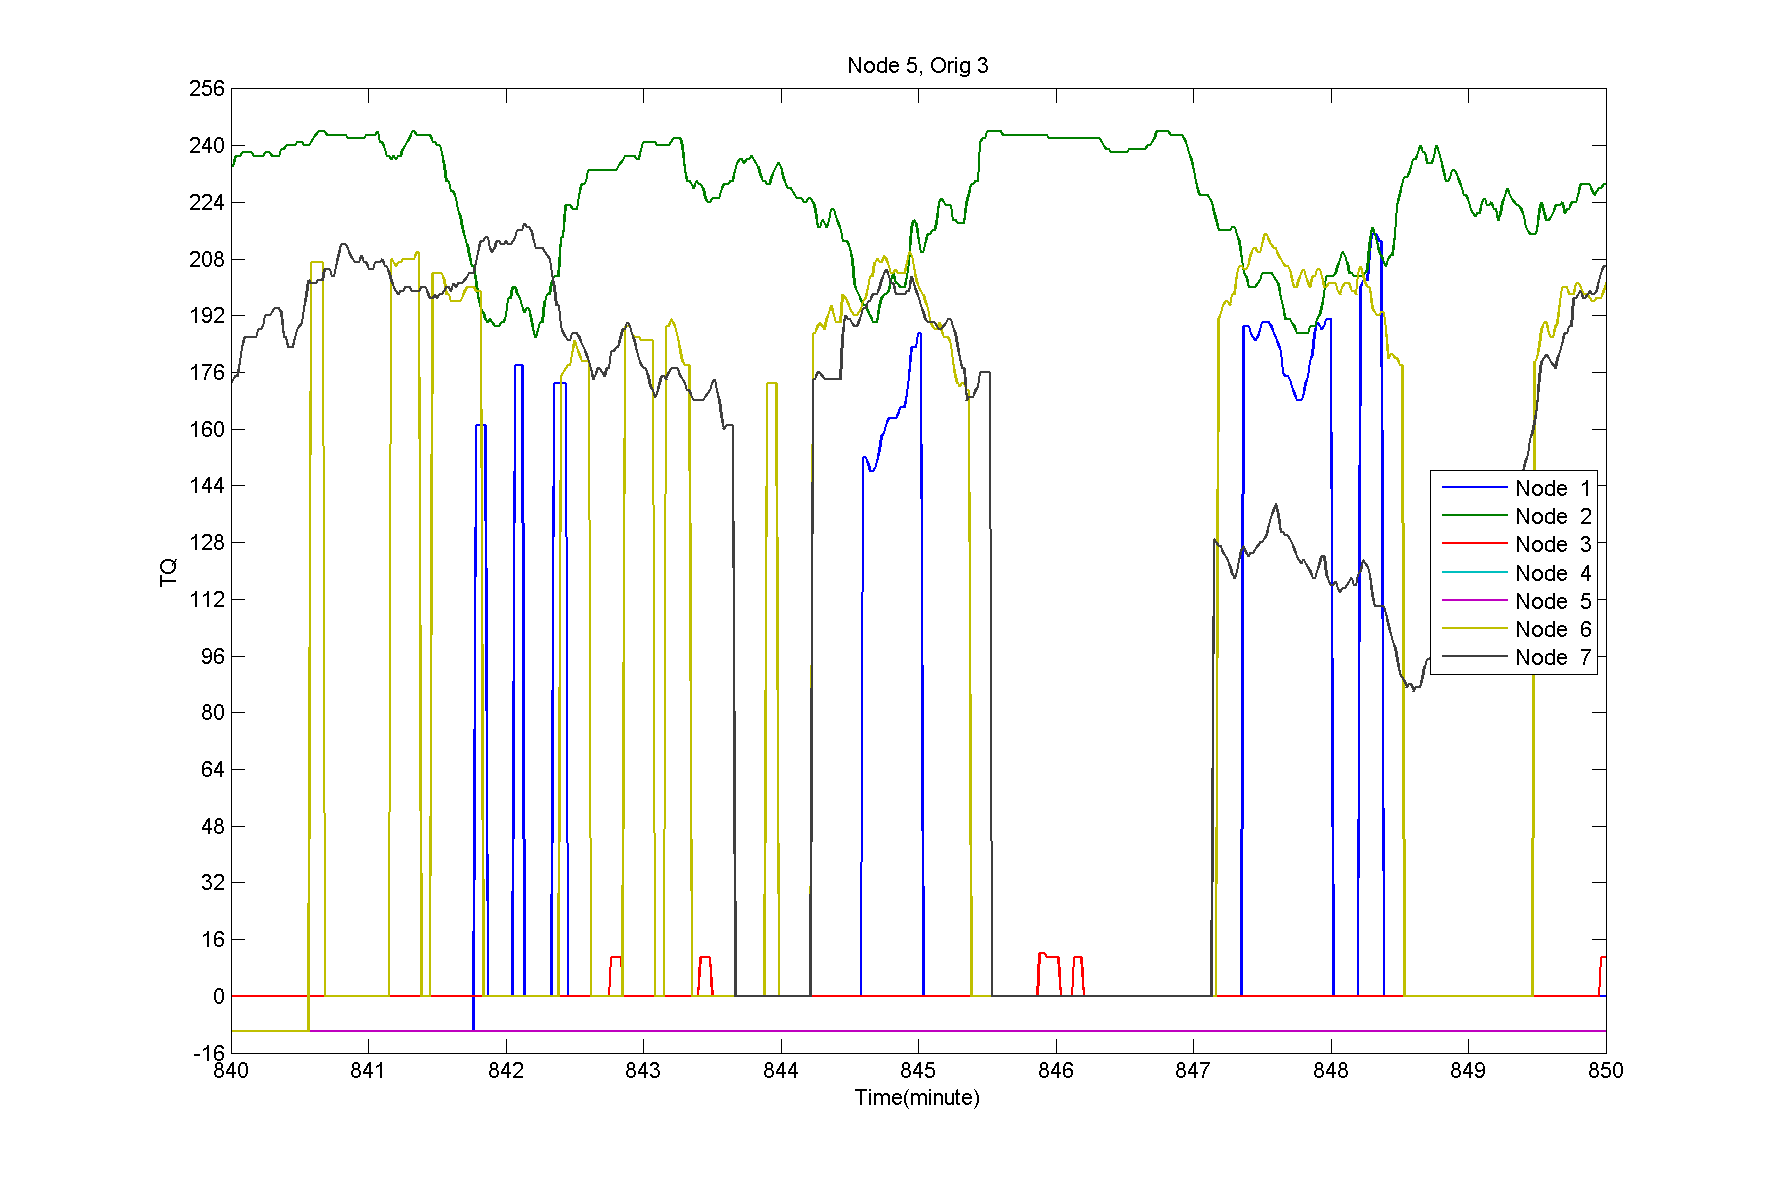 Node 5, Orig 3
256
240
224
208
192
176
160
144
128
112
96
80
64
48
32
16
0
-16
TQ
Node 1
Node 2
Node 3
Node 4
Node 5
Node 6
Node 7
840 841 842 843 844 845 846 847 848 849 850
Time(minute)